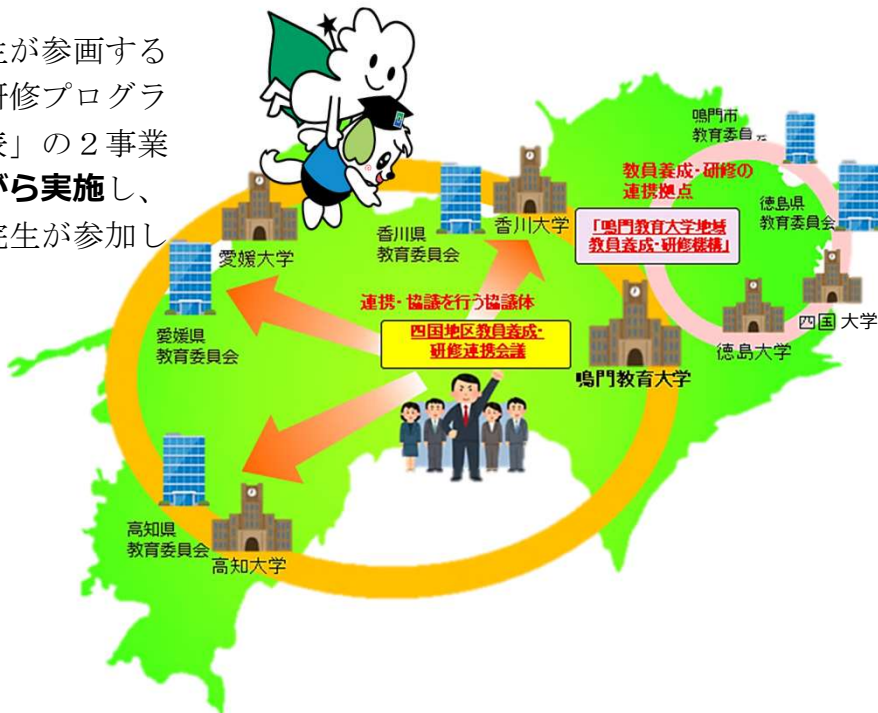 生が参画する
研修プログラ
表」の２事業
がら実施し、
院生が参加し
鳴門市
教育委員
教員養成・研修の
連携拠点
徳島県
教育委員会
「鳴門教育大学地域
教員養成・研修機構」
香川県
教育委員会
香川大学
愛媛大学
愛媛県
教育委員会
連携・協議を行う協議体
四国地区教員養成・
研修連携会議
鳴門教育大学
徳島大学
四国 大学
高知県
教育委員会
高知大学